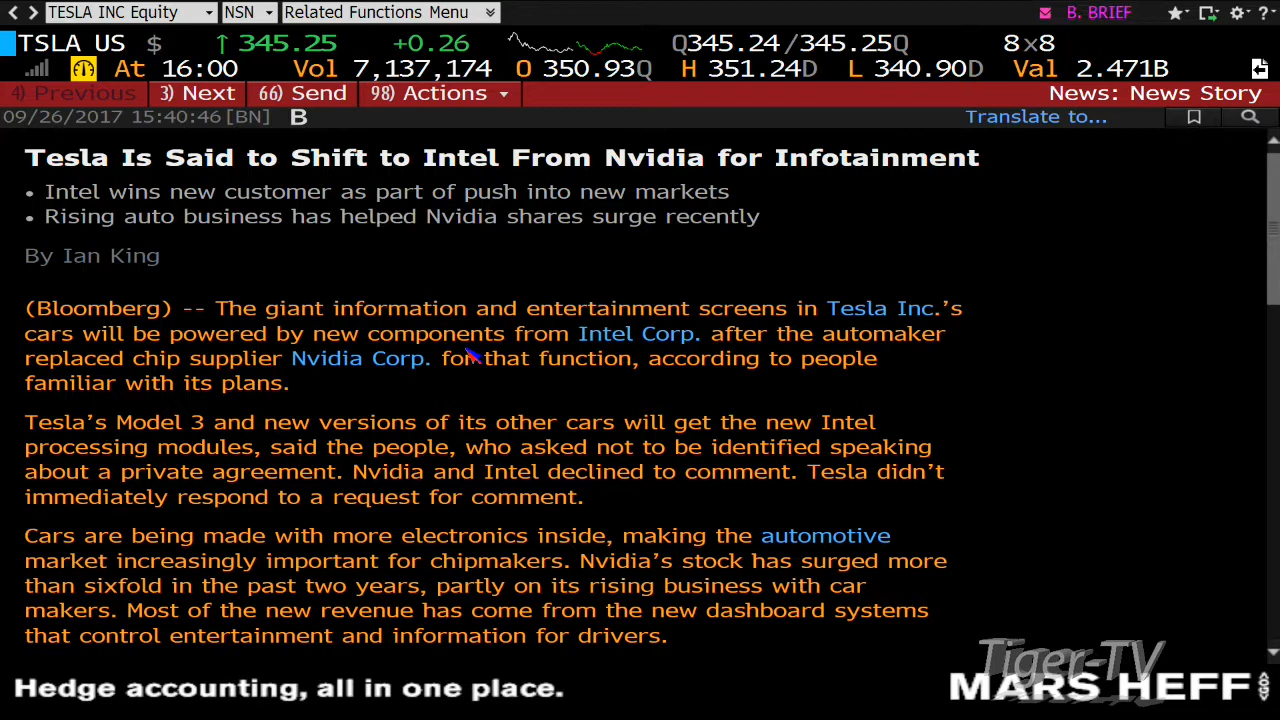 TESLA INC Equity NSN Related Functions Menu B. BRIEF ?
TSLA US $ ↑ 345.25 +0.26 Q345.24/345.25Q 8x8
At 16:00 Vol 7,137,174 O 350.93Q H 351.24D L 340.90D Val 2.471B
4) Previous 3) Next 66) Send 98) Actions News: News Story
09/26/2017 15:40:46 [BN] B Translate to...
Tesla Is Said to Shift to Intel From Nvidia for Infotainment
• Intel wins new customer as part of push into new markets
• Rising auto business has helped Nvidia shares surge recently
By Ian King
(Bloomberg) -- The giant information and entertainment screens in Tesla Inc.’s
cars will be powered by new components from Intel Corp. after the automaker
replaced chip supplier Nvidia Corp. for that function, according to people
familiar with its plans.
Tesla’s Model 3 and new versions of its other cars will get the new Intel
processing modules, said the people, who asked not to be identified speaking
about a private agreement. Nvidia and Intel declined to comment. Tesla didn’t
immediately respond to a request for comment.
Cars are being made with more electronics inside, making the automotive
market increasingly important for chipmakers. Nvidia’s stock has surged more
than sixfold in the past two years, partly on its rising business with car
makers. Most of the new revenue has come from the new dashboard systems
that control entertainment and information for drivers.
Tiger-TV
Hedge accounting, all in one place.
MARS HEFF